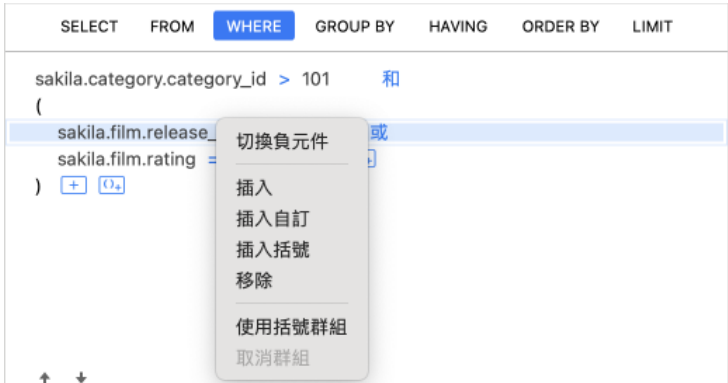 SELECT FROM WHERE GROUP BY HAVING ORDER BY LIMIT
sakila.category.category_id > 101 和
(
sakila.film.release_ 或
sakila.film.rating =
)
切換負元件
插入
插入自訂
插入括號
移除
使用括號群組
取消群組